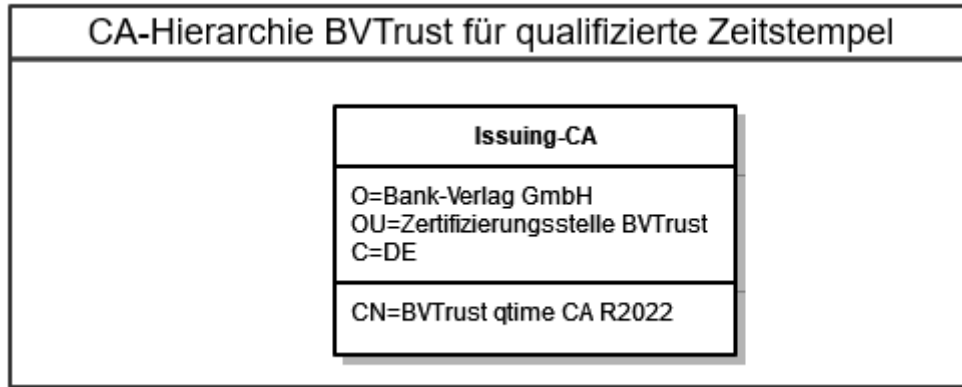 CA-Hierarchie BVTrust für qualifizierte Zeitstempel
Issuing-CA
O=Bank-Verlag GmbH
OU=Zertifizierungsstelle BVTrust
C=DE
CN=BVTrust qtime CA R2022